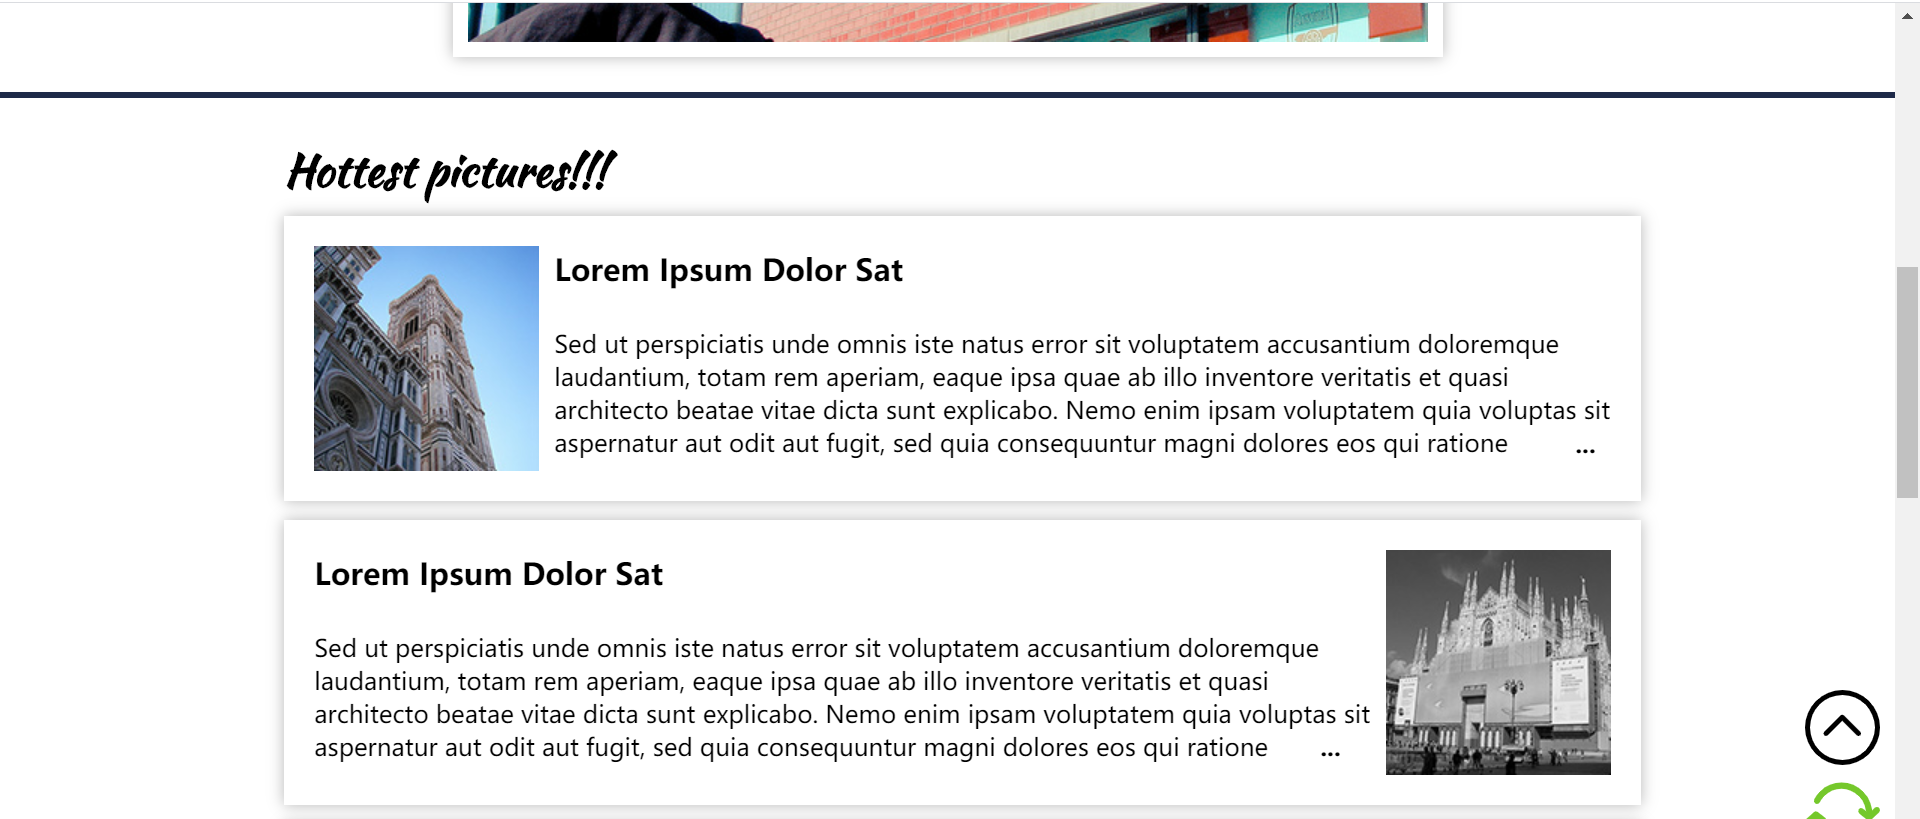 Hottest pictures!!!
Lorem Ipsum Dolor Sat
Sed ut perspiciatis unde omnis iste natus error sit voluptatem accusantium doloremque
laudantium, totam rem aperiam, eaque ipsa quae ab illo inventore veritatis et quasi
architecto beatae vitae dicta sunt explicabo. Nemo enim ipsam voluptatem quia voluptas sit
aspernatur aut odit aut fugit, sed quia consequuntur magni dolores eos qui ratione ...
Lorem Ipsum Dolor Sat
Sed ut perspiciatis unde omnis iste natus error sit voluptatem accusantium doloremque
laudantium, totam rem aperiam, eaque ipsa quae ab illo inventore veritatis et quasi
architecto beatae vitae dicta sunt explicabo. Nemo enim ipsam voluptatem quia voluptas sit
aspernatur aut odit aut fugit, sed quia consequuntur magni dolores eos qui ratione ...